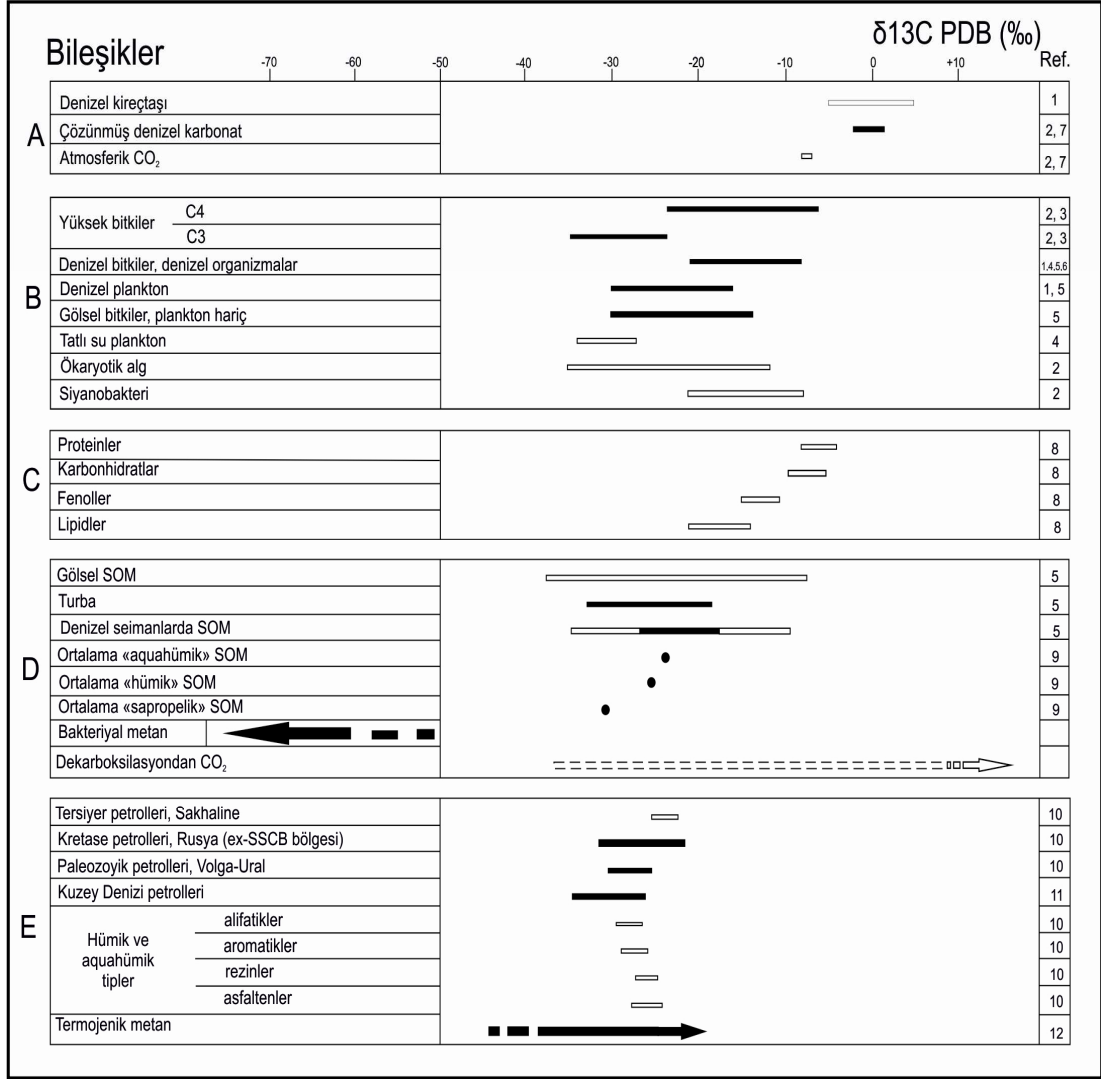 δ13C PDB (‰)
Bileşikler
Ref.
-70 -60 -50 -40 -30 -20 -10 0 +10
A
Denizel kireçtaşı 1
Çözünmüş denizel karbonat 2, 7
Atmosferik CO₂ 2, 7
B
Yüksek bitkiler
C4 2, 3
C3 2, 3
Denizel bitkiler, denizel organizmalar 1,4,5,6
Denizel plankton 1, 5
Gölsel bitkiler, plankton hariç 5
Tatlı su plankton 4
Ökaryotik alg 2
Siyanobakteri 2
C
Proteinler 8
Karbonhidratlar 8
Fenoller 8
Lipidler 8
D
Gölsel SOM 5
Turba 5
Denizel seimanlarda SOM 5
Ortalama «aquahümik» SOM 9
Ortalama «hümik» SOM 9
Ortalama «sapropelik» SOM 9
Bakteriyal metan
Dekarboksilasyondan CO₂
E
Tersiyer petrolleri, Sakhaline 10
Kretase petrolleri, Rusya (ex-SSCB bölgesi) 10
Paleozoyik petrolleri, Volga-Ural 10
Kuzey Denizi petrolleri 11
Hümik ve
aquahümik
tipler
alifatikler 10
aromatikler 10
rezinler 10
asfaltenler 10
Termojenik metan 12